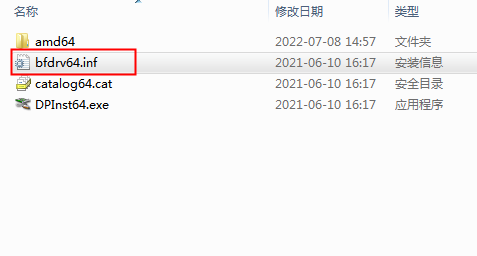 名称 修改日期 类型
amd64 2022-07-08 14:57 文件夹
bfdrv64.inf 2021-06-10 16:17 安装信息
catalog64.cat 2021-06-10 16:17 安全目录
DPInst64.exe 2021-06-10 16:17 应用程序